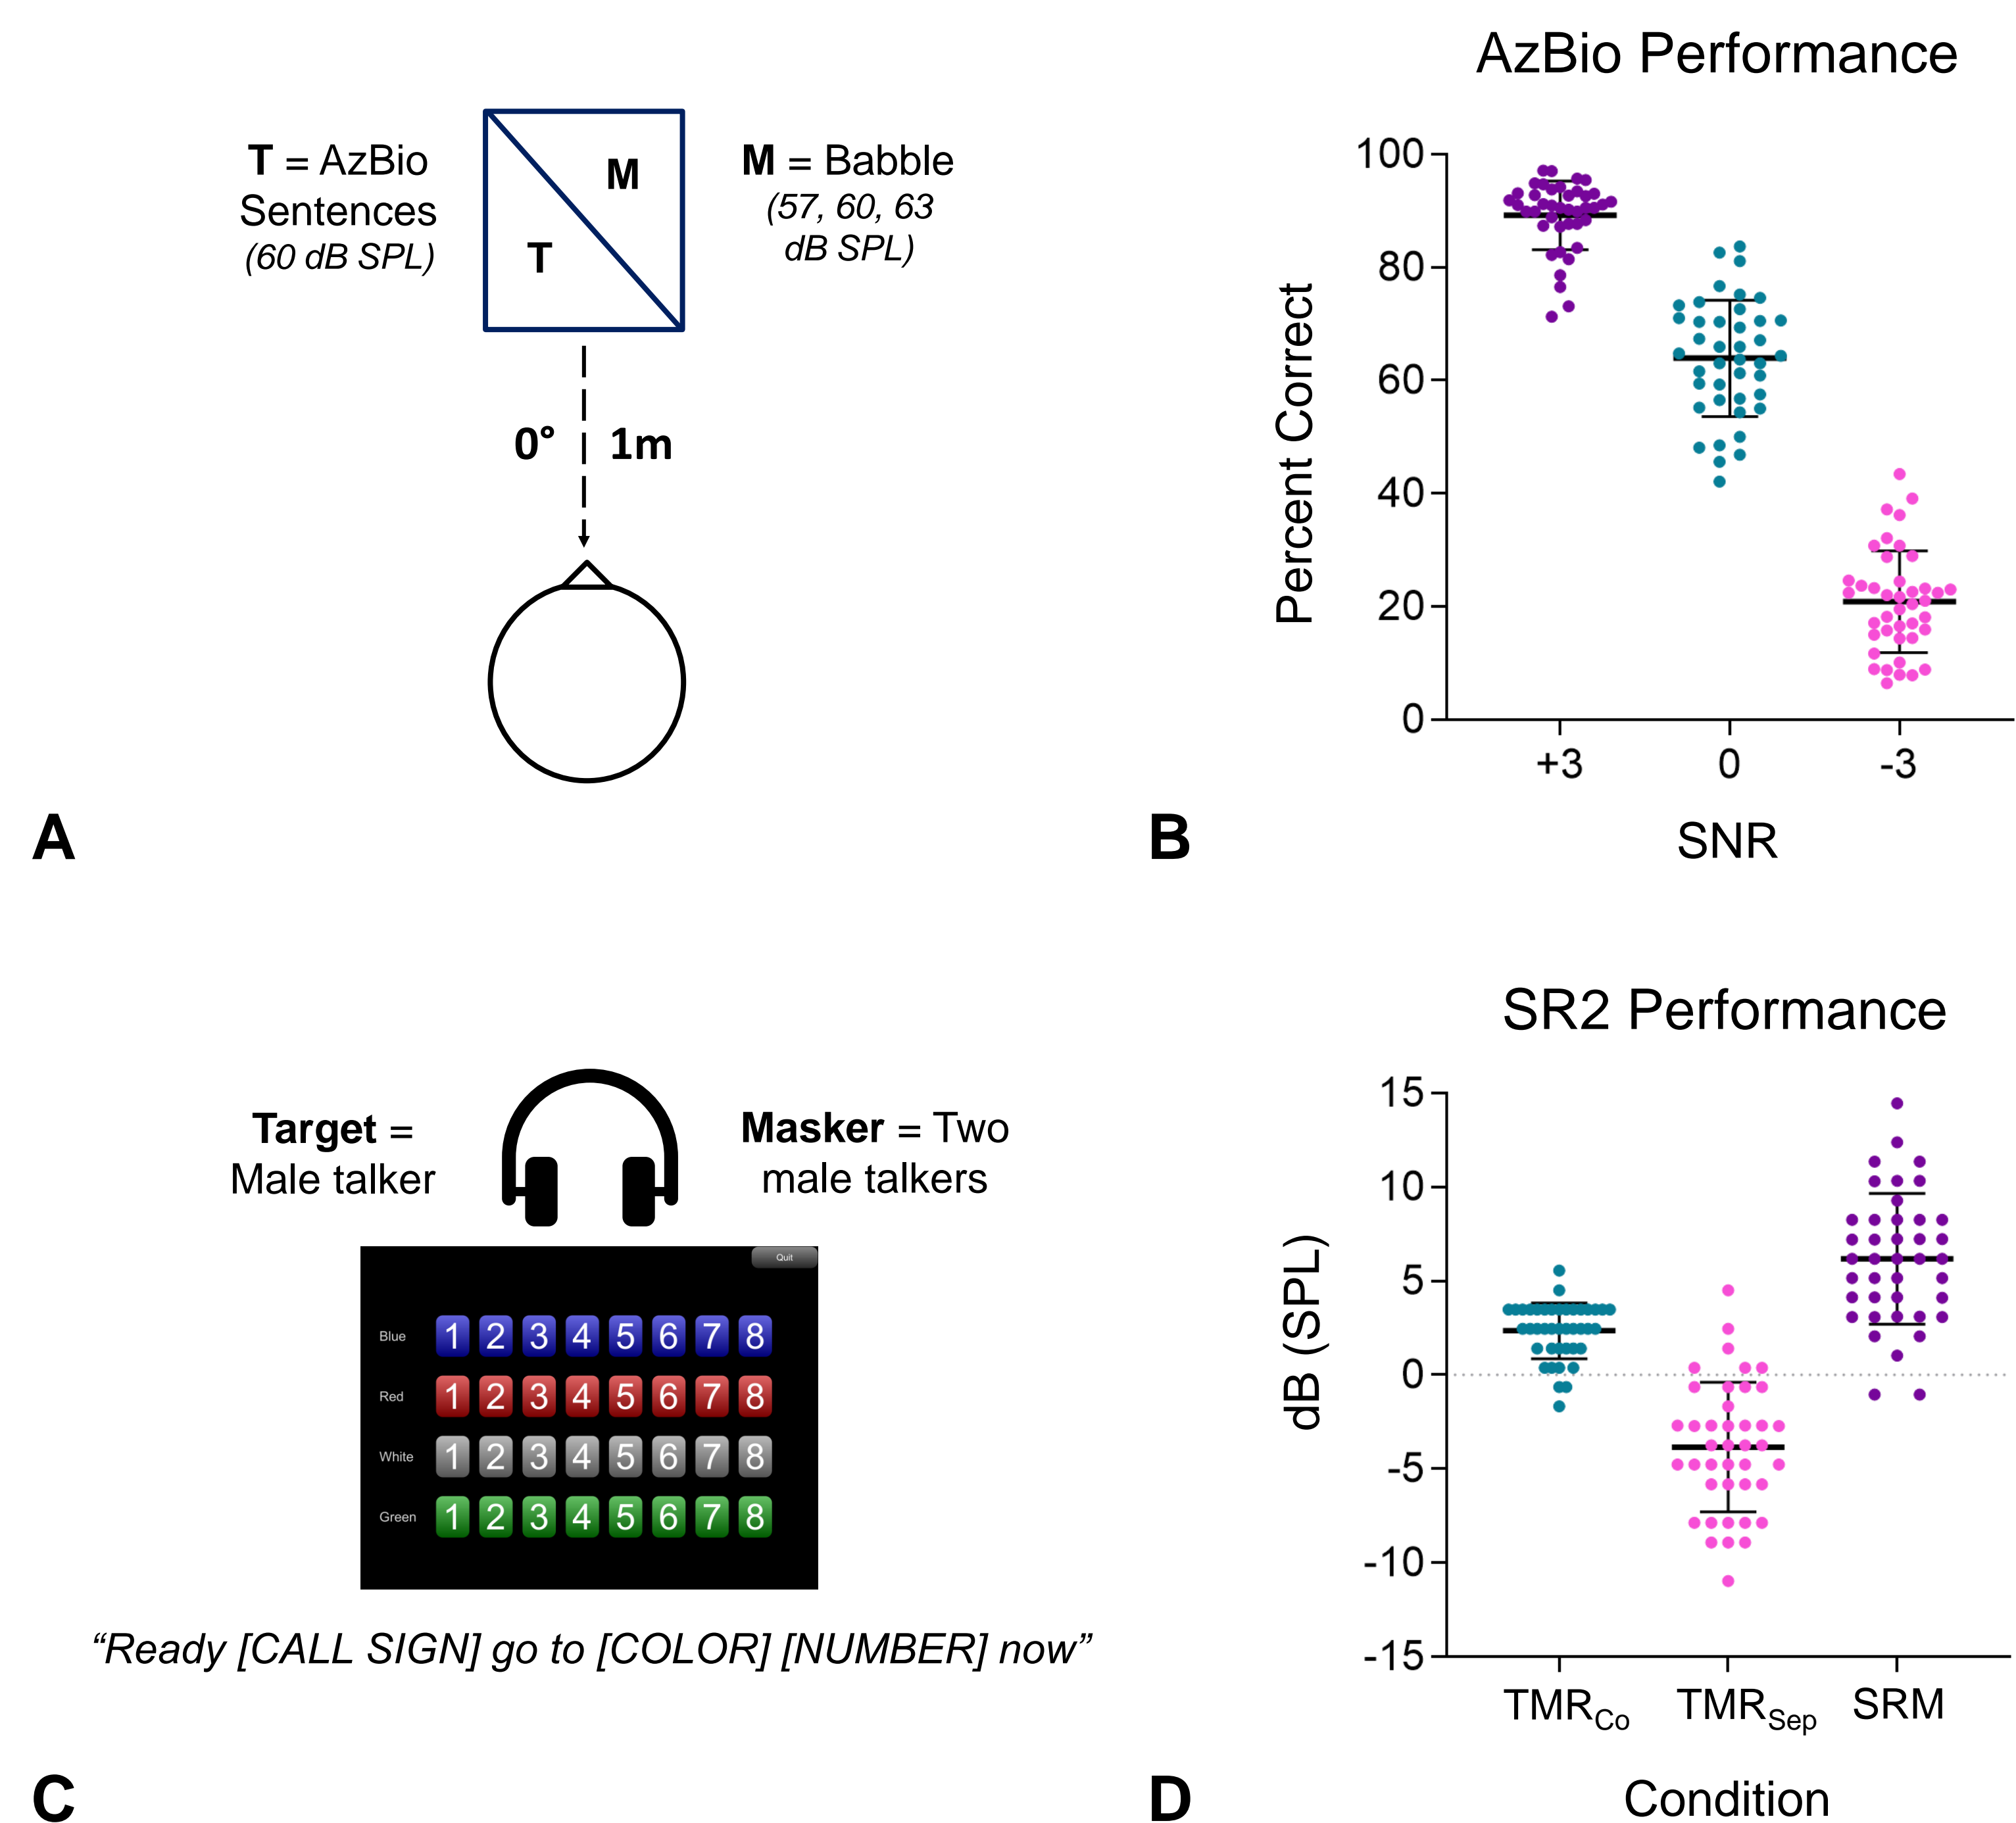 T = AzBio
Sentences
(60 dB SPL)
M
T
M = Babble
(57, 60, 63
dB SPL)
0°
1m
A
AzBio Performance
Percent Correct
100
80
60
40
20
0
+3
0
-3
SNR
B
Target =
Male talker
Masker = Two
male talkers
Quit
Blue 1 2 3 4 5 6 7 8
Red 1 2 3 4 5 6 7 8
White 1 2 3 4 5 6 7 8
Green 1 2 3 4 5 6 7 8
“Ready [CALL SIGN] go to [COLOR] [NUMBER] now”
C
SR2 Performance
dB (SPL)
15
10
5
0
-5
-10
-15
TMRCo
TMRSep
SRM
Condition
D